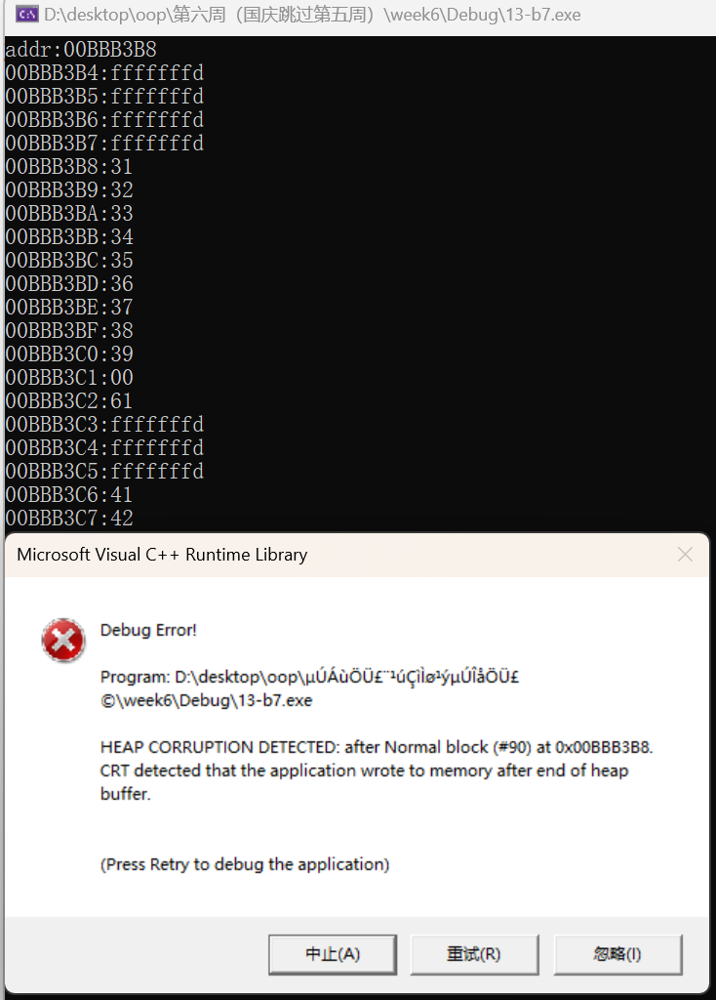 D:\desktop\oop\第六周（国庆跳过第五周）\week6\Debug\13-b7.exe
addr:00BBB3B8
00BBB3B4:fffffffd
00BBB3B5:fffffffd
00BBB3B6:fffffffd
00BBB3B7:fffffffd
00BBB3B8:31
00BBB3B9:32
00BBB3BA:33
00BBB3BB:34
00BBB3BC:35
00BBB3BD:36
00BBB3BE:37
00BBB3BF:38
00BBB3C0:39
00BBB3C1:00
00BBB3C2:61
00BBB3C3:fffffffd
00BBB3C4:fffffffd
00BBB3C5:fffffffd
00BBB3C6:41
00BBB3C7:42
Microsoft Visual C++ Runtime Library
Debug Error!
Program: D:\desktop\oop\µÚÁùÖÜ£¨¹úÇìÌø¹ýµÚÎåÖÜ£
©\week6\Debug\13-b7.exe
HEAP CORRUPTION DETECTED: after Normal block (#90) at 0x00BBB3B8.
CRT detected that the application wrote to memory after end of heap
buffer.
(Press Retry to debug the application)
中止(A)
重试(R)
忽略(I)